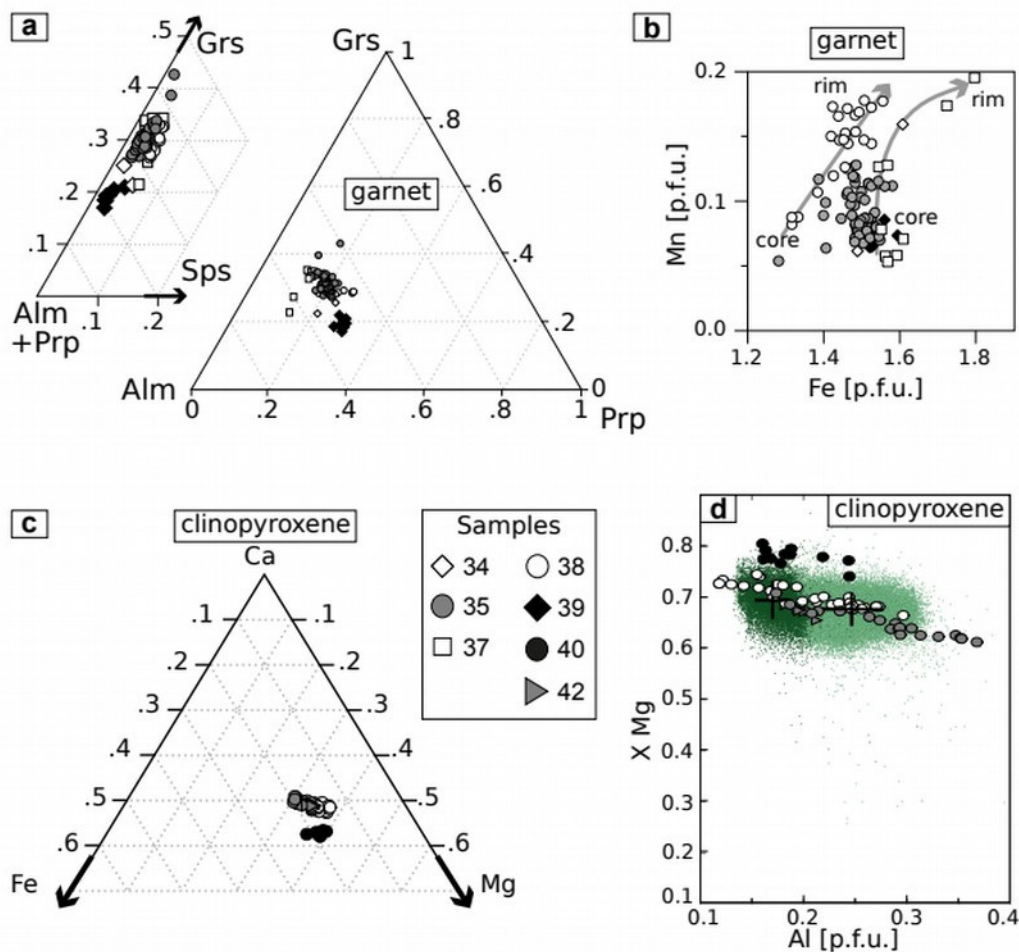 a
.5
Grs
.4
.3
.2
.1
Sps
Alm
+Prp
.1
.2
Grs
1
.8
garnet
.6
.4
.2
Alm
0
0
.2
.4
.6
.8
1
Prp
b
garnet
0.2
rim
rim
Mn [p.f.u.]
0.1
core
core
0.0
1.2
1.4
1.6
1.8
Fe [p.f.u.]
c
clinopyroxene
Ca
.1
.1
.2
.2
.3
.3
.4
.4
.5
.5
.6
.6
Fe
Mg
Samples
34
38
35
39
37
40
42
d
clinopyroxene
0.8
0.7
0.6
0.5
0.4
0.3
0.2
0.1
X Mg
0.1
0.2
0.3
0.4
Al [p.f.u.]